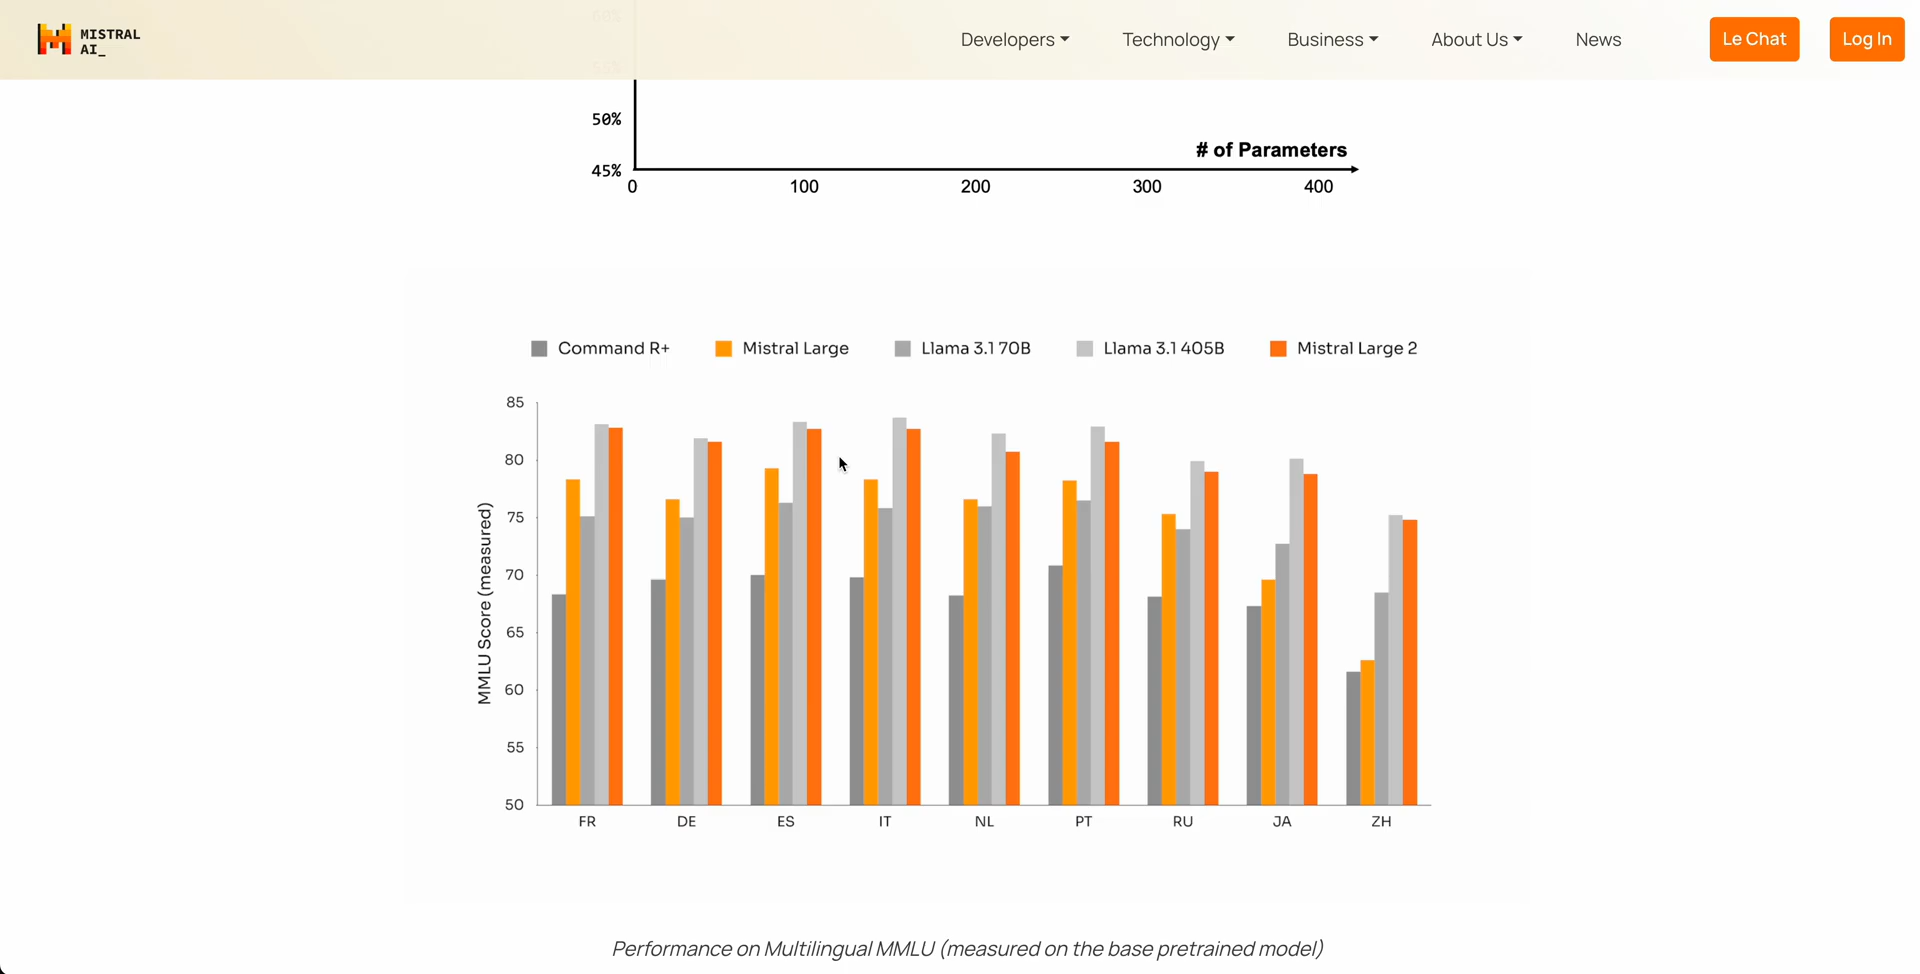 MISTRAL
AI_
Developers
Technology
Business
About Us
News
Le Chat
Log In
60%
55%
50%
45%
# of Parameters
0 100 200 300 400
Command R+
Mistral Large
Llama 3.1 70B
Llama 3.1 405B
Mistral Large 2
MMLU Score (measured)
85
80
75
70
65
60
55
50
FR DE ES IT NL PT RU JA ZH
Performance on Multilingual MMLU (measured on the base pretrained model)